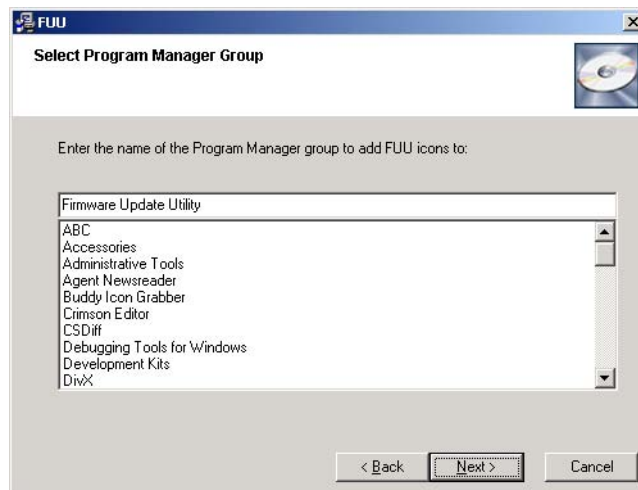 FUU
Select Program Manager Group
Enter the name of the Program Manager group to add FUU icons to:
Firmware Update Utility
ABC
Accessories
Administrative Tools
Agent Newsreader
Buddy Icon Grabber
Crimson Editor
CSDiff
Debugging Tools for Windows
Development Kits
DivX
< Back
Next >
Cancel